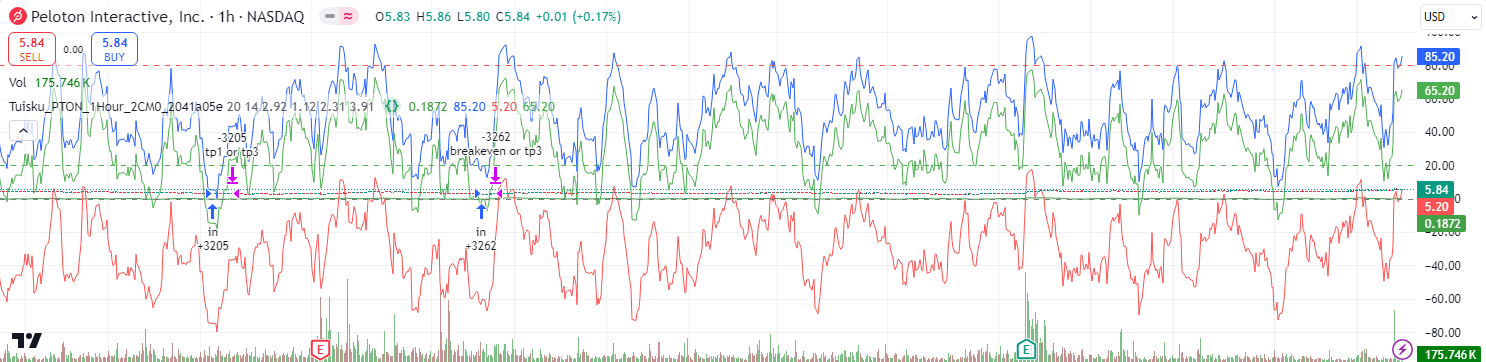 Peloton Interactive, Inc. · 1h · NASDAQ O5.83 H5.86 L5.80 C5.84 +0.01 (+0.17%)
USD
5.84 SELL
0.00
5.84 BUY
Vol 175.746 K
Tuisku_PTON_1Hour_2CM0_2041a05e 20 14 2.92 1.12 2.31 3.91 0.1872 85.20 5.20 65.20
-3205
tp1 or tp3
-3262
breakeven or tp3
in
+3205
in
+3262
E
E
85.20
80.00
65.20
60.00
40.00
20.00
5.84
5.20
0.1872
−40.00
−60.00
−80.00
175.746 K